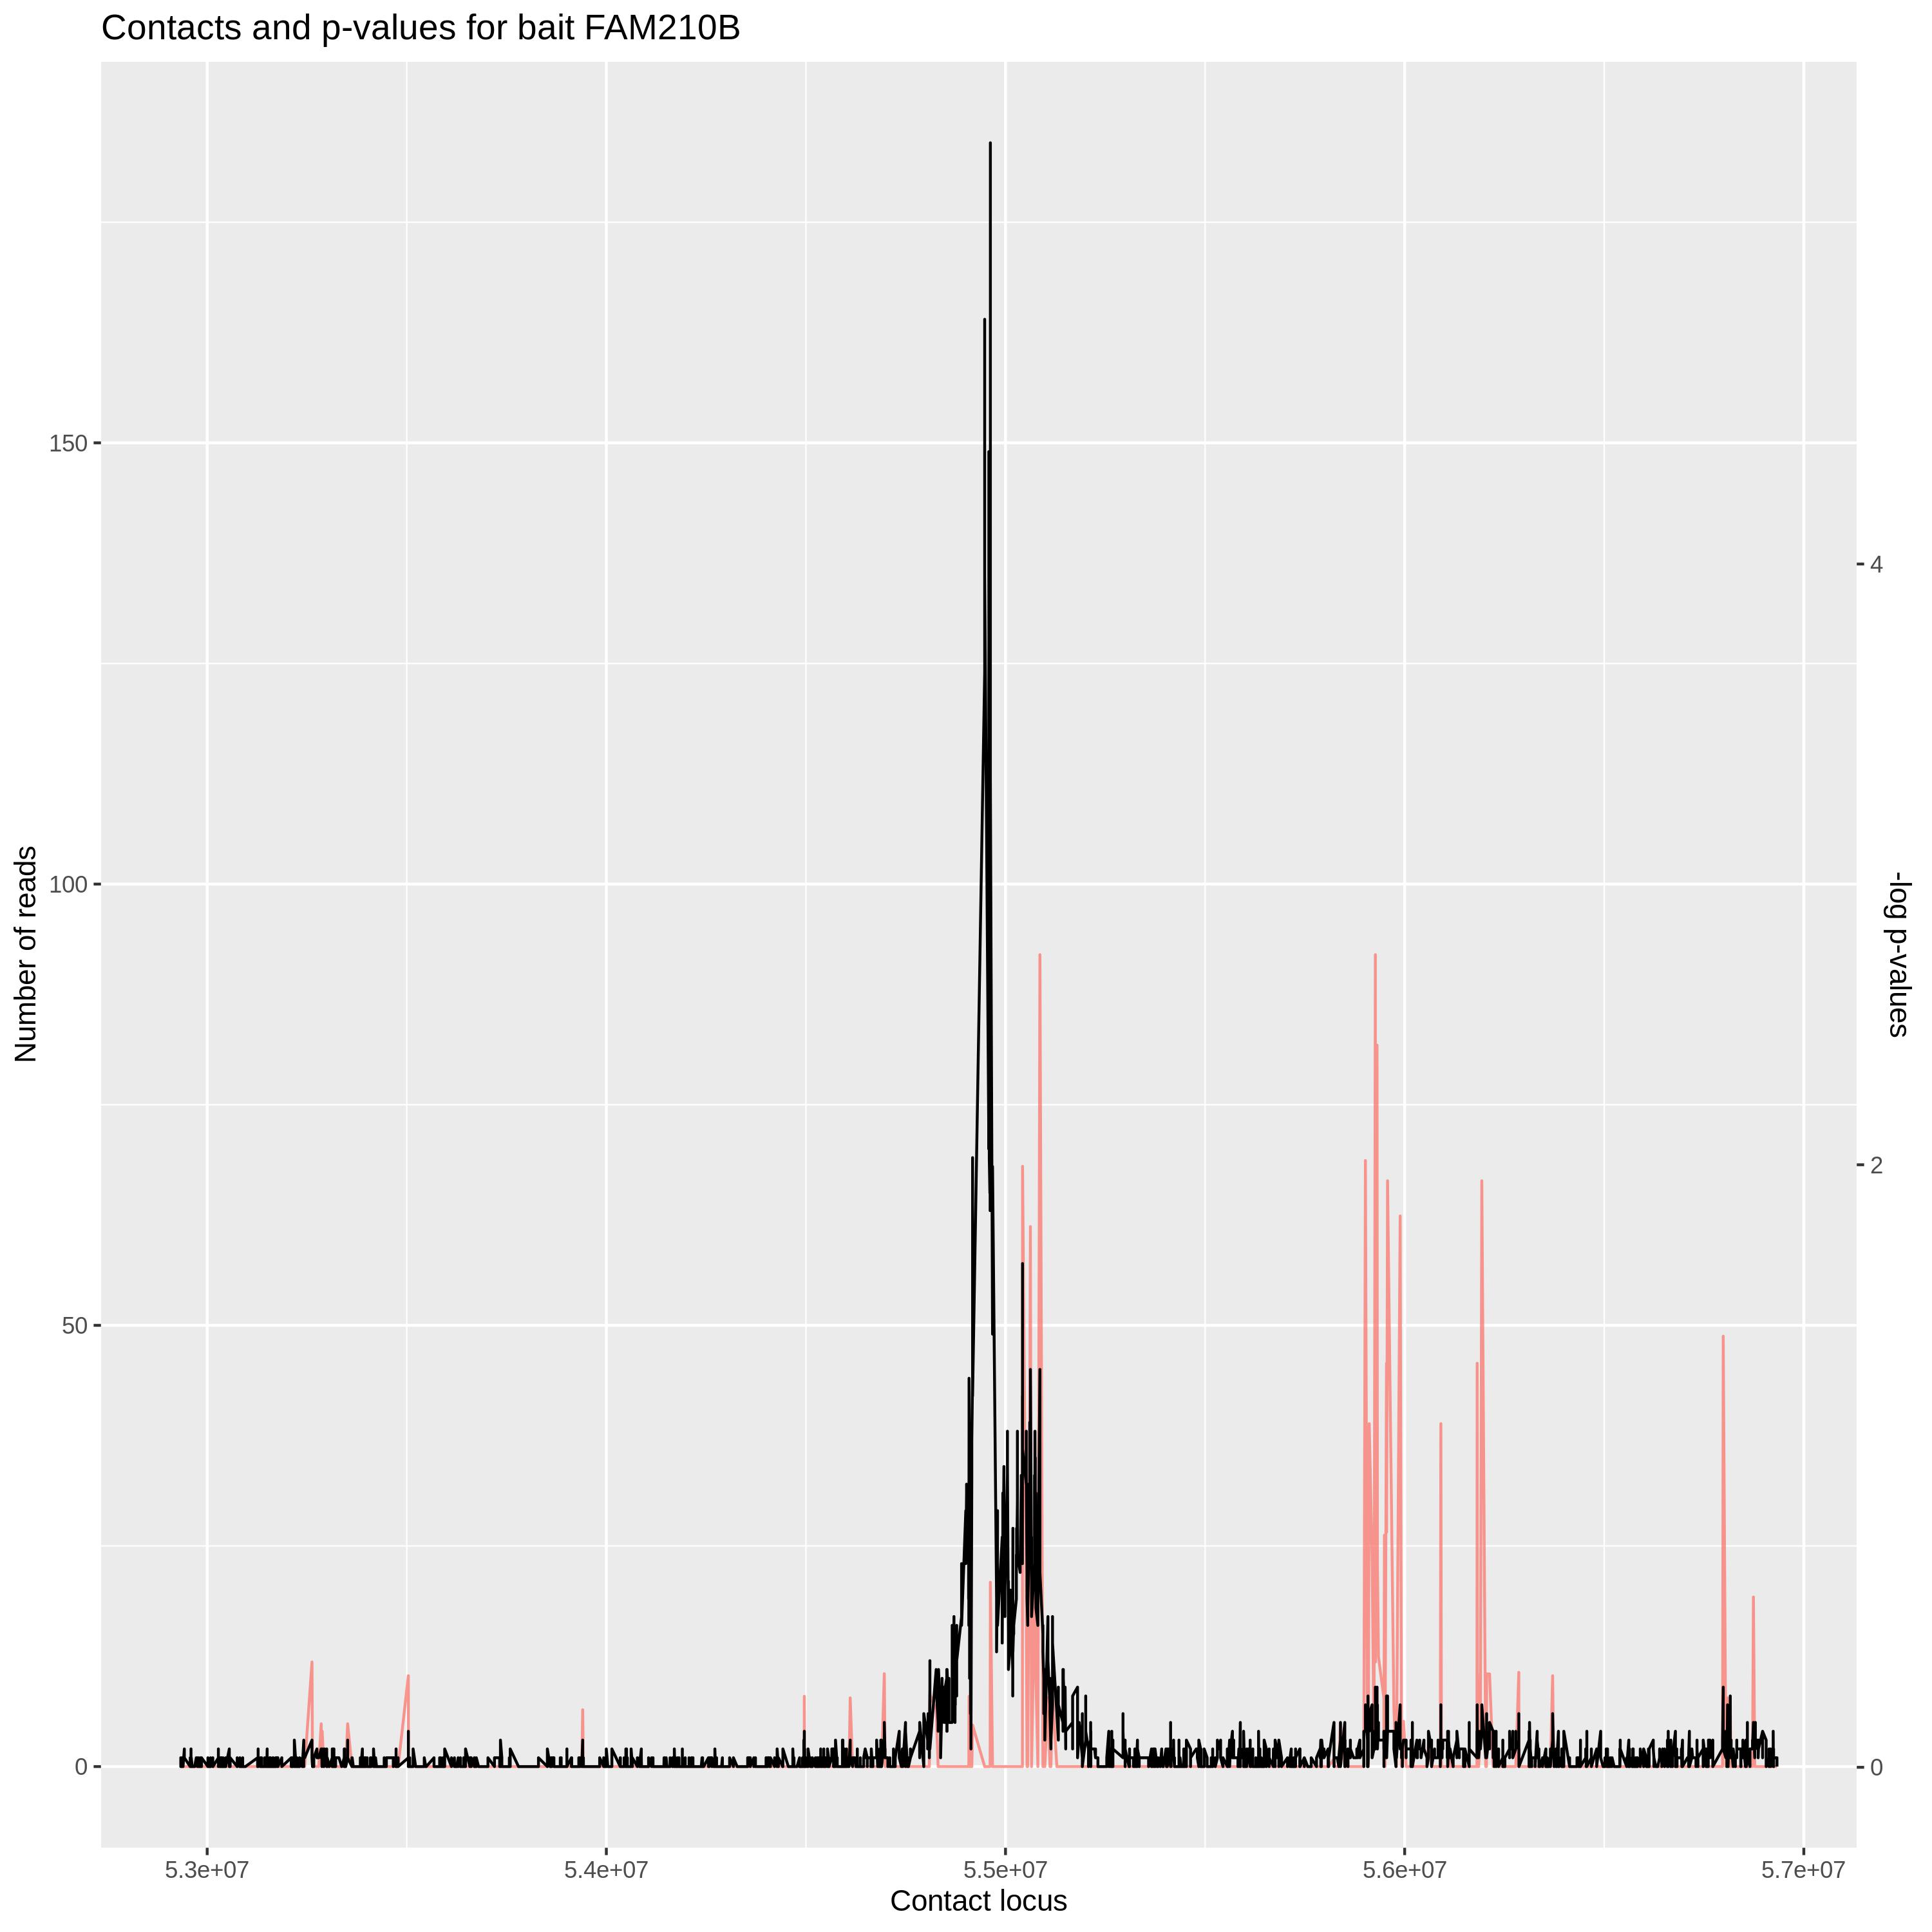 Contacts and p-values for bait FAM210B
Number of reads
150
100
50
0
4
2
0
-log p-values
5.3e+07
5.4e+07
5.5e+07
5.6e+07
5.7e+07
Contact locus